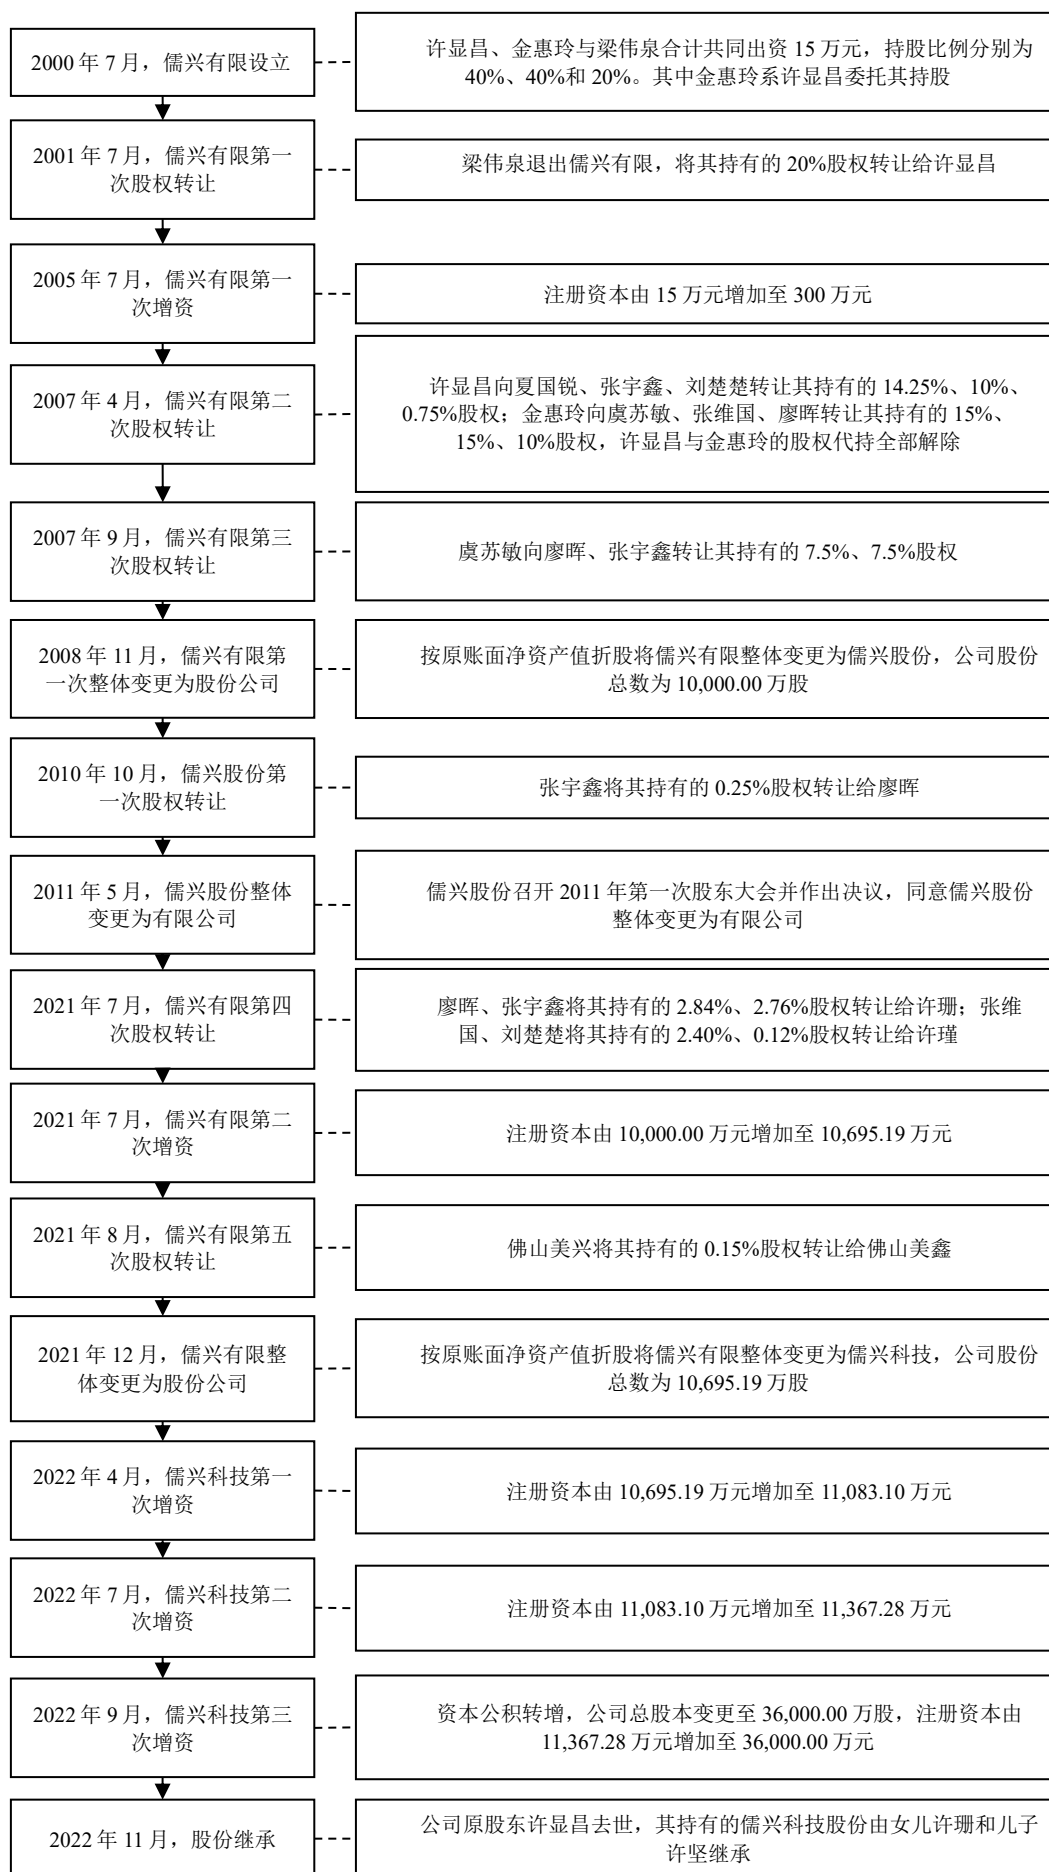 2000 年 7 月，儒兴有限设立
许显昌、金惠玲与梁伟泉合计共同出资 15 万元，持股比例分别为
40%、40%和 20%。其中金惠玲系许显昌委托其持股
2001 年 7 月，儒兴有限第一
次股权转让
梁伟泉退出儒兴有限，将其持有的 20%股权转让给许显昌
2005 年 7 月，儒兴有限第一
次增资
注册资本由 15 万元增加至 300 万元
2007 年 4 月，儒兴有限第二
次股权转让
许显昌向夏国锐、张宇鑫、刘楚楚转让其持有的 14.25%、10%、
0.75%股权；金惠玲向虞苏敏、张维国、廖晖转让其持有的 15%、
15%、10%股权，许显昌与金惠玲的股权代持全部解除
2007 年 9 月，儒兴有限第三
次股权转让
虞苏敏向廖晖、张宇鑫转让其持有的 7.5%、7.5%股权
2008 年 11 月，儒兴有限第
一次整体变更为股份公司
按原账面净资产值折股将儒兴有限整体变更为儒兴股份，公司股份
总数为 10,000.00 万股
2010 年 10 月，儒兴股份第
一次股权转让
张宇鑫将其持有的 0.25%股权转让给廖晖
2011 年 5 月，儒兴股份整体
变更为有限公司
儒兴股份召开 2011 年第一次股东大会并作出决议，同意儒兴股份
整体变更为有限公司
2021 年 7 月，儒兴有限第四
次股权转让
廖晖、张宇鑫将其持有的 2.84%、2.76%股权转让给许珊；张维
国、刘楚楚将其持有的 2.40%、0.12%股权转让给许瑾
2021 年 7 月，儒兴有限第二
次增资
注册资本由 10,000.00 万元增加至 10,695.19 万元
2021 年 8 月，儒兴有限第五
次股权转让
佛山美兴将其持有的 0.15%股权转让给佛山美鑫
2021 年 12 月，儒兴有限整
体变更为股份公司
按原账面净资产值折股将儒兴有限整体变更为儒兴科技，公司股份
总数为 10,695.19 万股
2022 年 4 月，儒兴科技第一
次增资
注册资本由 10,695.19 万元增加至 11,083.10 万元
2022 年 7 月，儒兴科技第二
次增资
注册资本由 11,083.10 万元增加至 11,367.28 万元
2022 年 9 月，儒兴科技第三
次增资
资本公积转增，公司总股本变更至 36,000.00 万股，注册资本由
11,367.28 万元增加至 36,000.00 万元
2022 年 11 月，股份继承
公司原股东许显昌去世，其持有的儒兴科技股份由女儿许珊和儿子
许坚继承